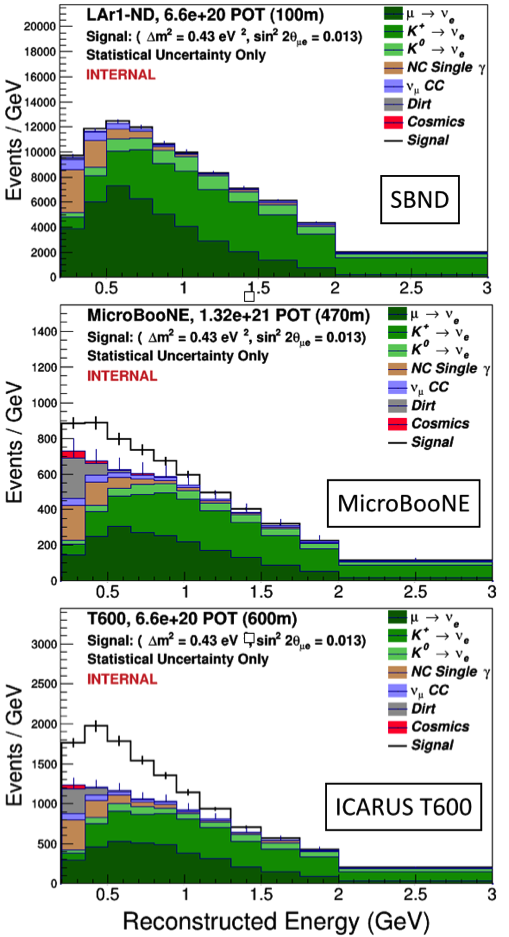 LAr1-ND, 6.6e+20 POT (100m)
Signal: ( Δm² = 0.43 eV ², sin² 2θμe = 0.013)
Statistical Uncertainty Only
INTERNAL
μ → νe
K⁺ → νe
K⁰ → νe
NC Single γ
νμ CC
Dirt
Cosmics
Signal
SBND
Events / GeV
20000
18000
16000
14000
12000
10000
8000
6000
4000
2000
0
0.5 1 1.5 2 2.5 3
MicroBooNE, 1.32e+21 POT (470m)
Signal: ( Δm² = 0.43 eV ², sin² 2θμe = 0.013)
Statistical Uncertainty Only
INTERNAL
μ → νe
K⁺ → νe
K⁰ → νe
NC Single γ
νμ CC
Dirt
Cosmics
Signal
MicroBooNE
Events / GeV
1400
1200
1000
800
600
400
200
0
0.5 1 1.5 2 2.5 3
T600, 6.6e+20 POT (600m)
Signal: ( Δm² = 0.43 eV , sin² 2θμe = 0.013)
Statistical Uncertainty Only
INTERNAL
μ → νe
K⁺ → νe
K⁰ → νe
NC Single γ
νμ CC
Dirt
Cosmics
Signal
ICARUS T600
Events / GeV
3000
2500
2000
1500
1000
500
0
0.5 1 1.5 2 2.5 3
Reconstructed Energy (GeV)